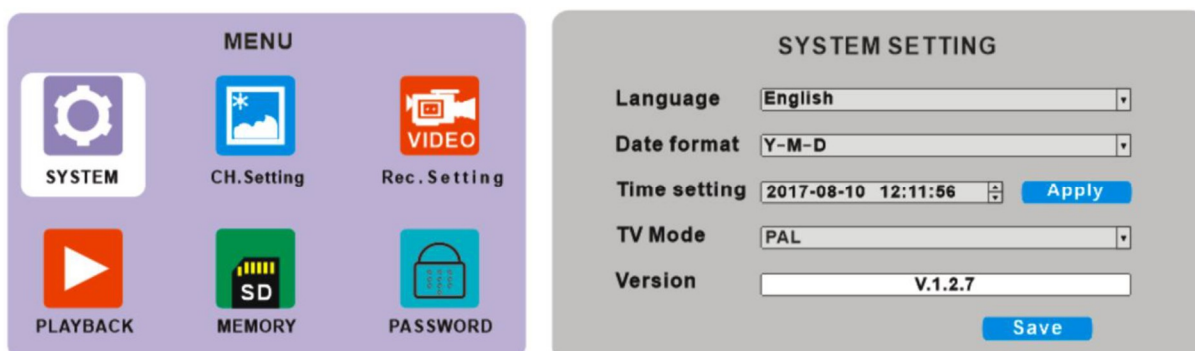 MENU
VIDEO
SYSTEM
CH.Setting
Rec.Setting
SD
PLAYBACK
MEMORY
PASSWORD
SYSTEM SETTING
Language English
Date format Y-M-D
Time setting 2017-08-10 12:11:56 Apply
TV Mode PAL
Version V.1.2.7
Save